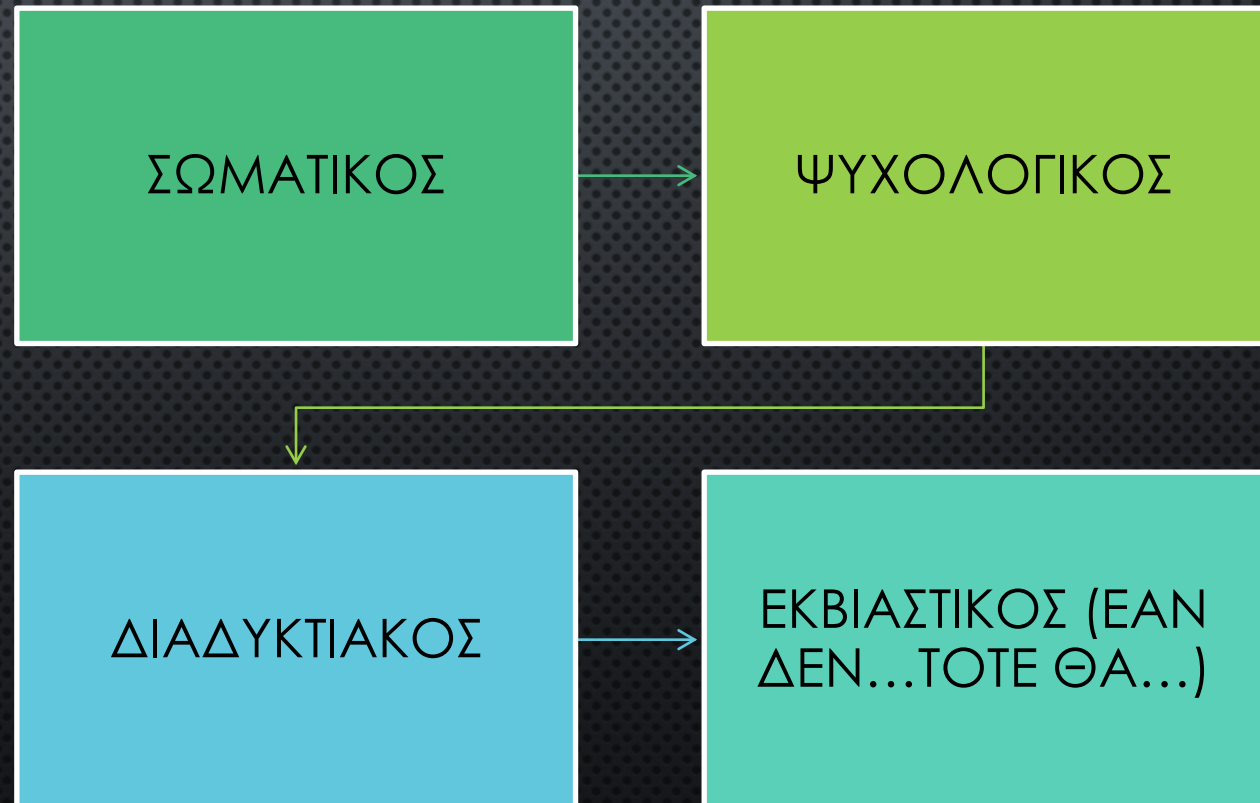 ΣΩΜΑΤΙΚΟΣ
ΨΥΧΟΛΟΓΙΚΟΣ
ΔΙΑΔΥΚΤΙΑΚΟΣ
ΕΚΒΙΑΣΤΙΚΟΣ (ΕΑΝ
ΔΕΝ...ΤΟΤΕ ΘΑ...)